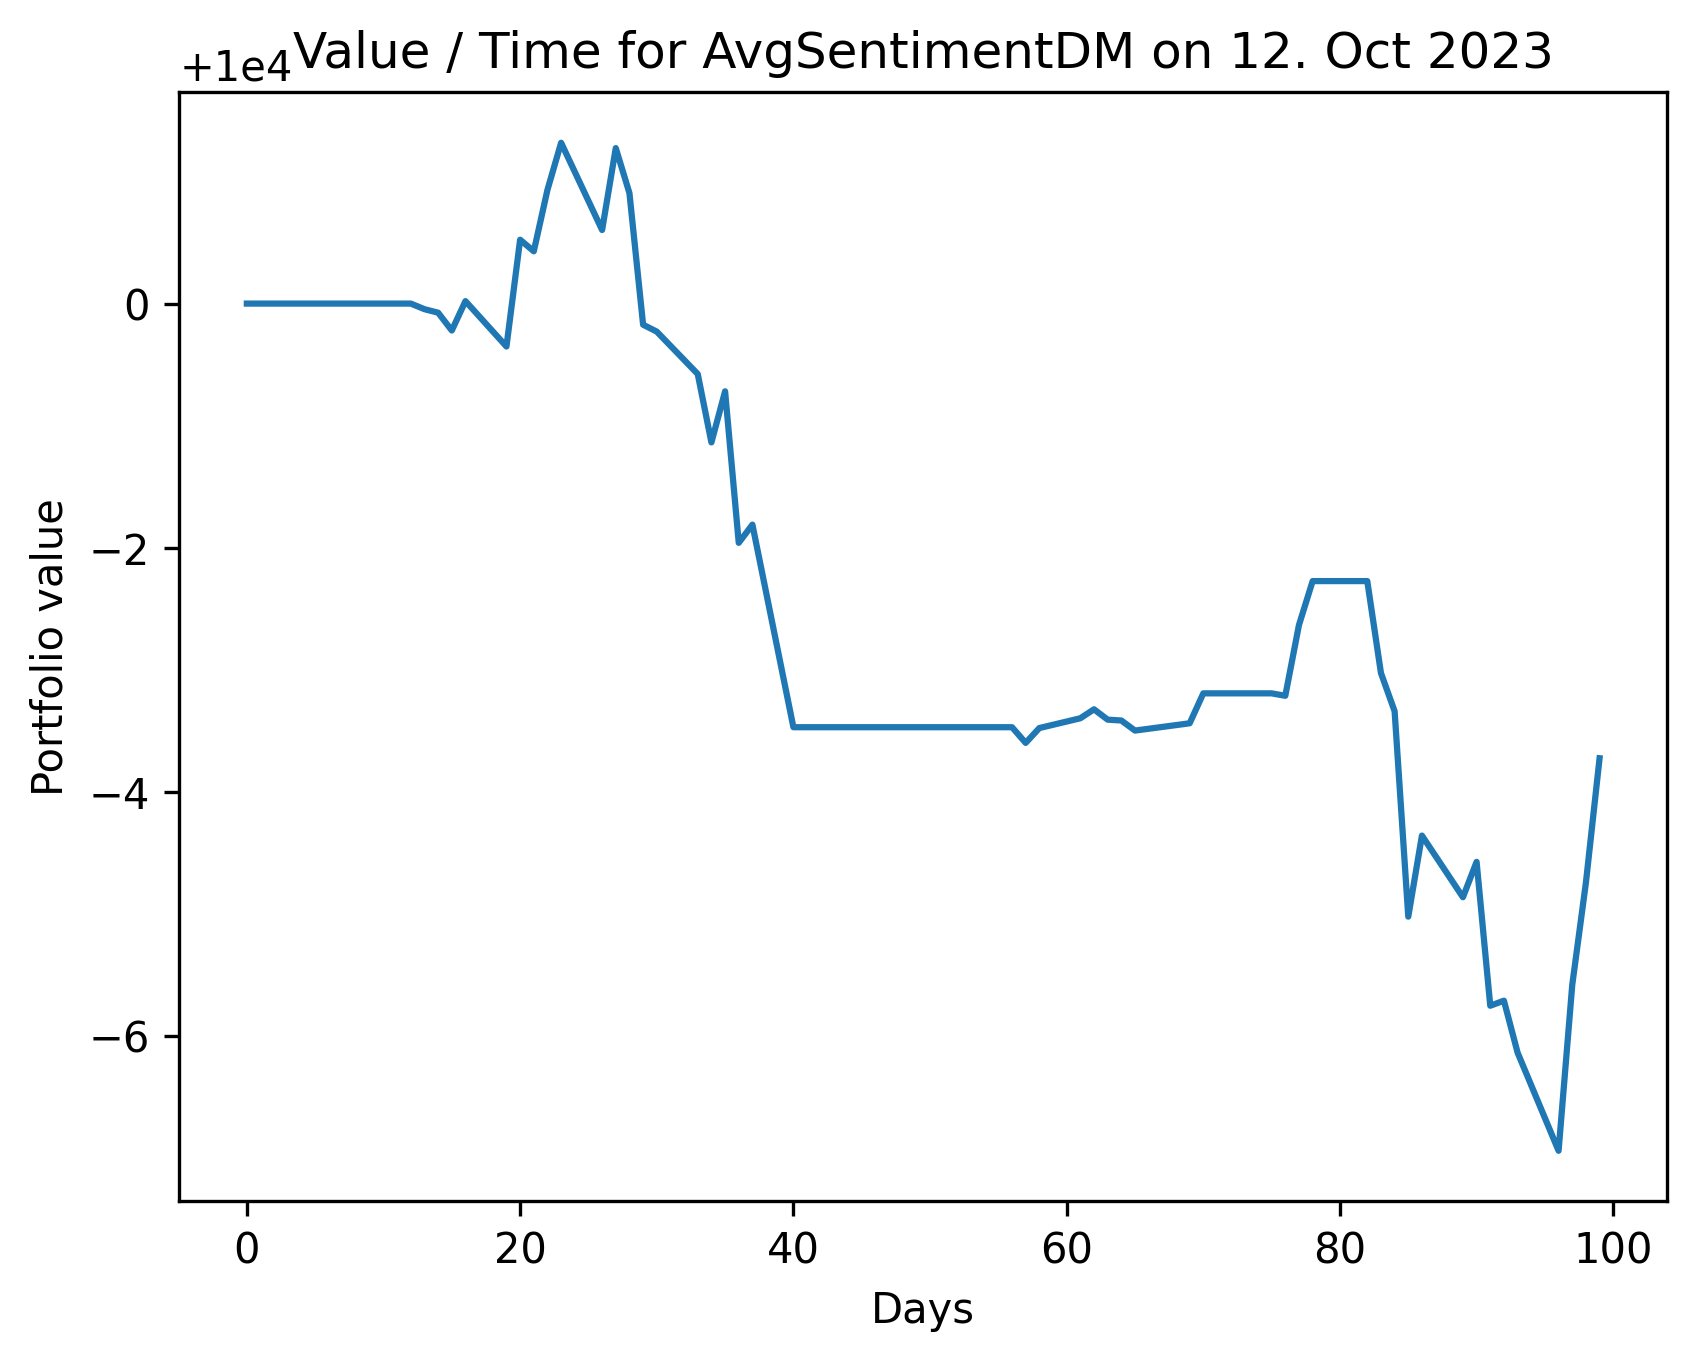 Value / Time for AvgSentimentDM on 12. Oct 2023
+1e4
0
−2
−4
−6
Portfolio value
0 20 40 60 80 100
Days